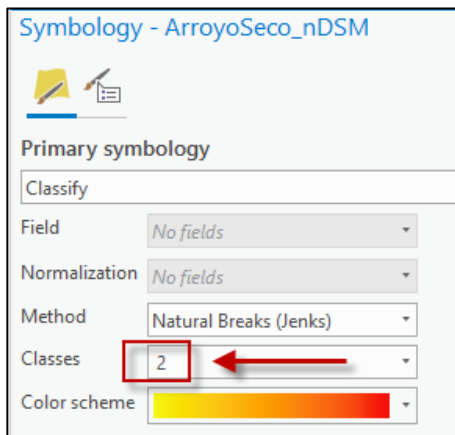 Symbology - ArroyoSeco_nDSM
Primary symbology
Classify
Field No fields
Normalization No fields
Method Natural Breaks (Jenks)
Classes 2
Color scheme